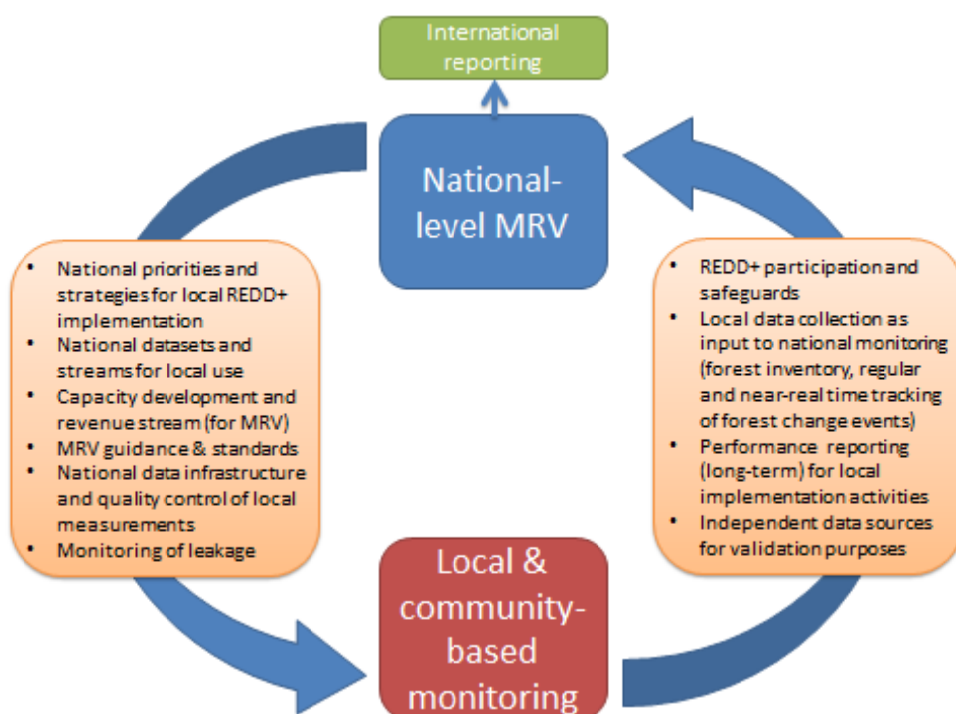 International
reporting
National-
level MRV
• National priorities and
strategies for local REDD+
implementation
• National datasets and
streams for local use
• Capacity development and
revenue stream (for MRV)
• MRV guidance & standards
• National data infrastructure
and quality control of local
measurements
• Monitoring of leakage
• REDD+ participation and
safeguards
• Local data collection as
input to national monitoring
(forest inventory, regular
and near-real time tracking
of forest change events)
• Performance reporting
(long-term) for local
implementation activities
• Independent data sources
for validation purposes
Local &
community-
based
monitoring